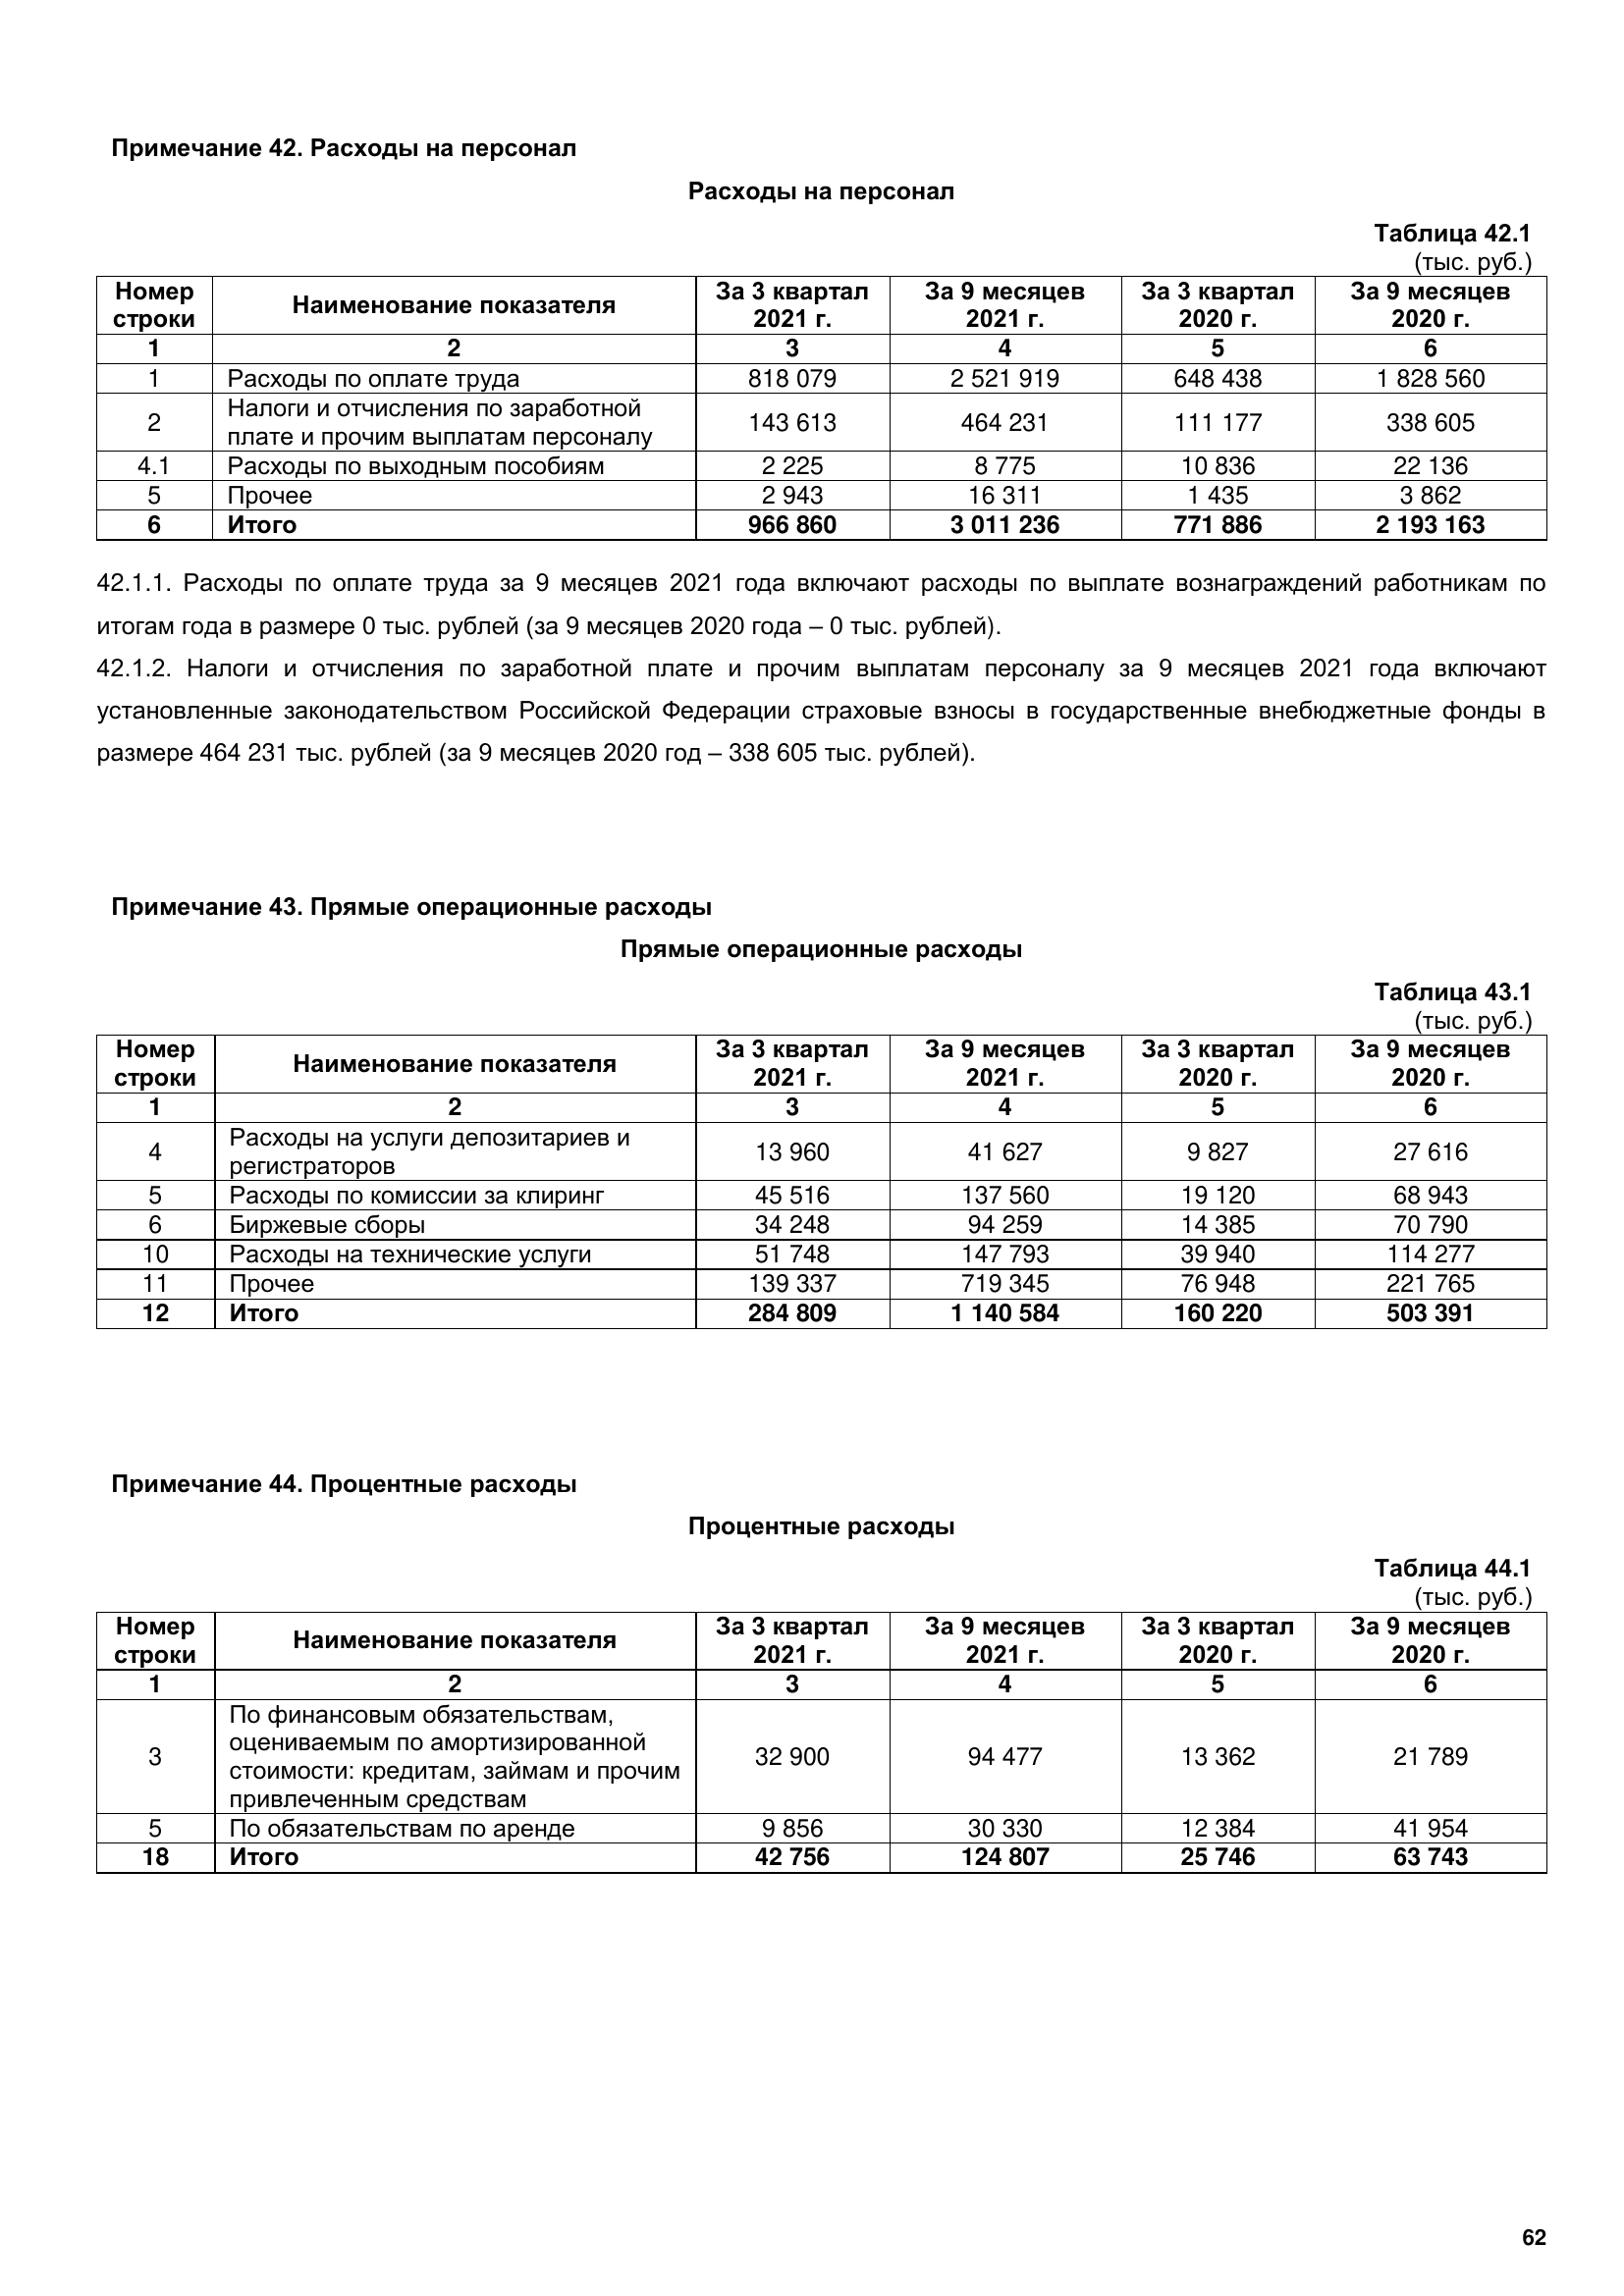 Примечание 42. Расходы на персонал
Расходы на персонал
Таблица 42.1
(тыс. руб.)
Номер строки Наименование показателя За 3 квартал 2021 г. За 9 месяцев 2021 г. За 3 квартал 2020 г. За 9 месяцев 2020 г.
1 2 3 4 5 6
1 Расходы по оплате труда 818 079 2 521 919 648 438 1 828 560
2 Налоги и отчисления по заработной плате и прочим выплатам персоналу 143 613 464 231 111 177 338 605
4.1 Расходы по выходным пособиям 2 225 8 775 10 836 22 136
5 Прочее 2 943 16 311 1 435 3 862
6 Итого 966 860 3 011 236 771 886 2 193 163
42.1.1. Расходы по оплате труда за 9 месяцев 2021 года включают расходы по выплате вознаграждений работникам по
итогам года в размере 0 тыс. рублей (за 9 месяцев 2020 года – 0 тыс. рублей).
42.1.2. Налоги и отчисления по заработной плате и прочим выплатам персоналу за 9 месяцев 2021 года включают
установленные законодательством Российской Федерации страховые взносы в государственные внебюджетные фонды в
размере 464 231 тыс. рублей (за 9 месяцев 2020 год – 338 605 тыс. рублей).
Примечание 43. Прямые операционные расходы
Прямые операционные расходы
Таблица 43.1
(тыс. руб.)
Номер строки Наименование показателя За 3 квартал 2021 г. За 9 месяцев 2021 г. За 3 квартал 2020 г. За 9 месяцев 2020 г.
1 2 3 4 5 6
4 Расходы на услуги депозитариев и регистраторов 13 960 41 627 9 827 27 616
5 Расходы по комиссии за клиринг 45 516 137 560 19 120 68 943
6 Биржевые сборы 34 248 94 259 14 385 70 790
10 Расходы на технические услуги 51 748 147 793 39 940 114 277
11 Прочее 139 337 719 345 76 948 221 765
12 Итого 284 809 1 140 584 160 220 503 391
Примечание 44. Процентные расходы
Процентные расходы
Таблица 44.1
(тыс. руб.)
Номер строки Наименование показателя За 3 квартал 2021 г. За 9 месяцев 2021 г. За 3 квартал 2020 г. За 9 месяцев 2020 г.
1 2 3 4 5 6
3 По финансовым обязательствам, оцениваемым по амортизированной стоимости: кредитам, займам и прочим привлеченным средствам 32 900 94 477 13 362 21 789
5 По обязательствам по аренде 9 856 30 330 12 384 41 954
18 Итого 42 756 124 807 25 746 63 743
62